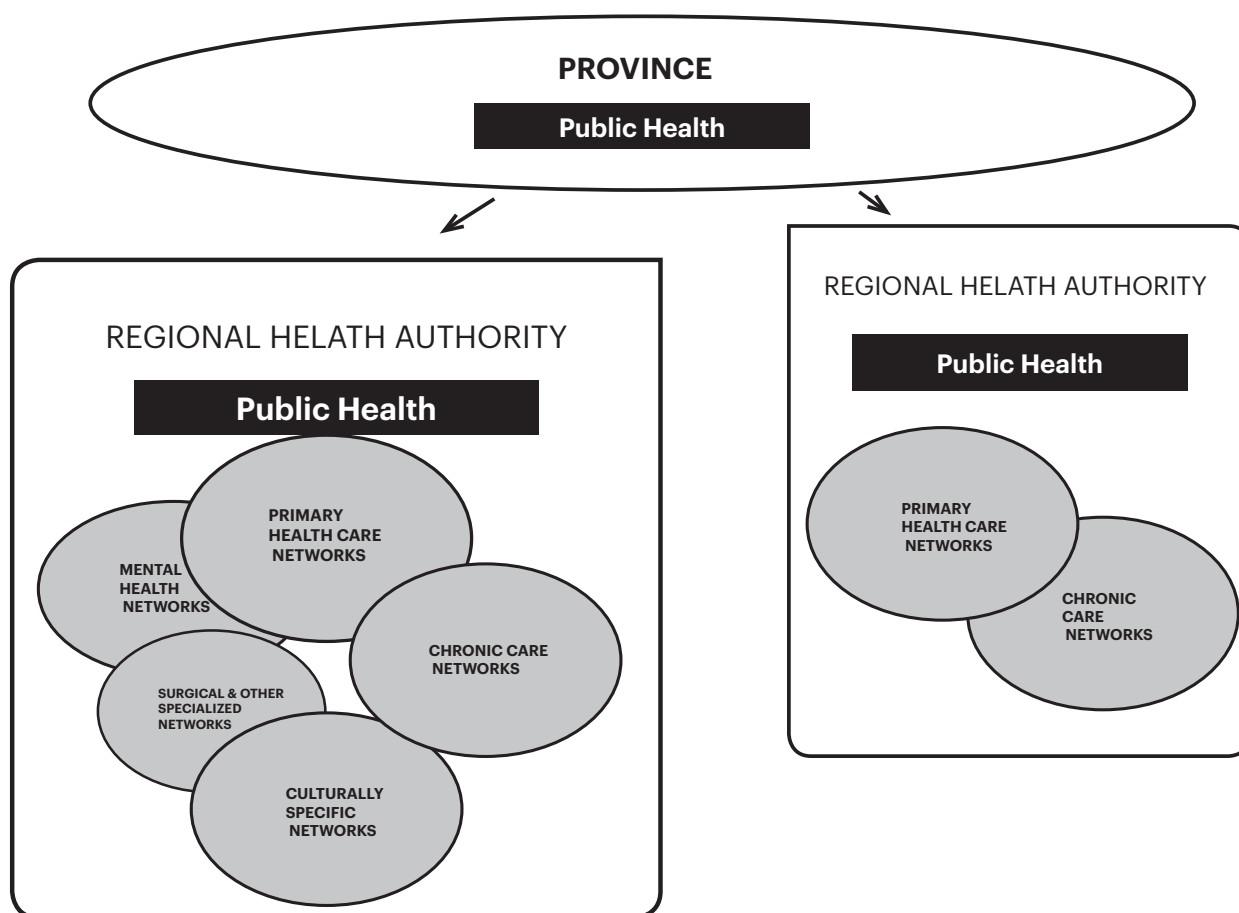 PROVINCE
Public Health
REGIONAL HELATH AUTHORITY
Public Health
PRIMARY
HEALTH CARE
NETWORKS
MENTAL
HEALTH
NETWORKS
CHRONIC CARE
NETWORKS
SURGICAL & OTHER
SPECIALIZED
NETWORKS
CULTURALLY
SPECIFIC
NETWORKS
REGIONAL HELATH AUTHORITY
Public Health
PRIMARY
HEALTH CARE
NETWORKS
CHRONIC
CARE
NETWORKS